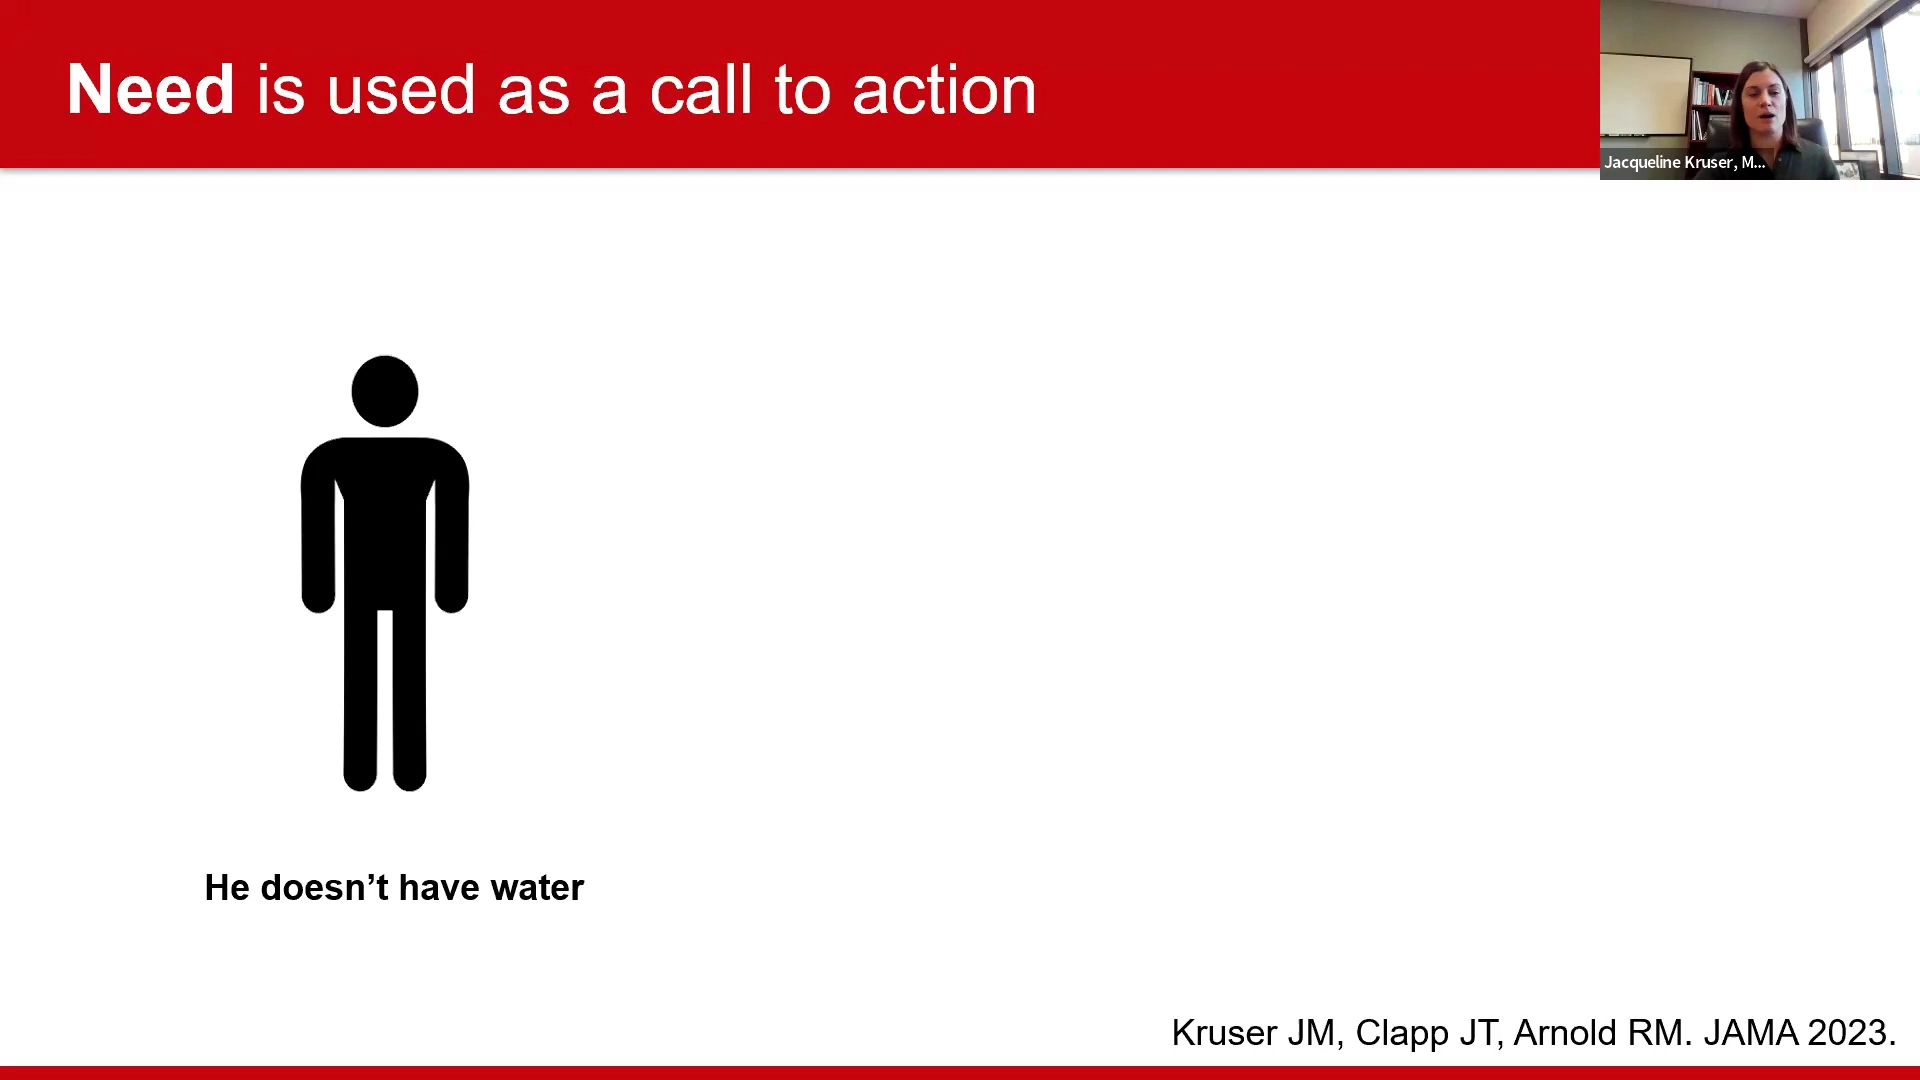 Need is used as a call to action
Jacqueline Kruser, M...
He doesn’t have water
Kruser JM, Clapp JT, Arnold RM. JAMA 2023.